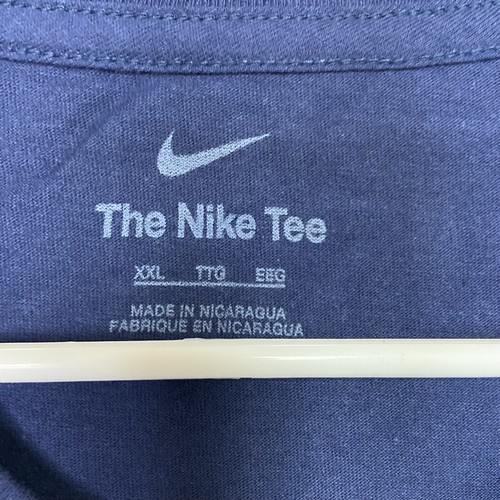 The Nike Tee
XXL TTG EEG
MADE IN NICARAGUA
FABRIQUE EN NICARAGUA